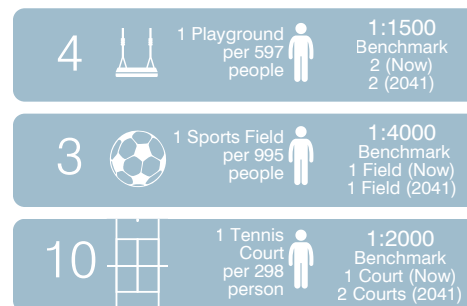 4
1 Playground
per 597
people
1:1500
Benchmark
2 (Now)
2 (2041)
3
1 Sports Field
per 995
people
1:4000
Benchmark
1 Field (Now)
1 Field (2041)
10
1 Tennis
Court
per 298
person
1:2000
Benchmark
1 Court (Now)
2 Courts (2041)